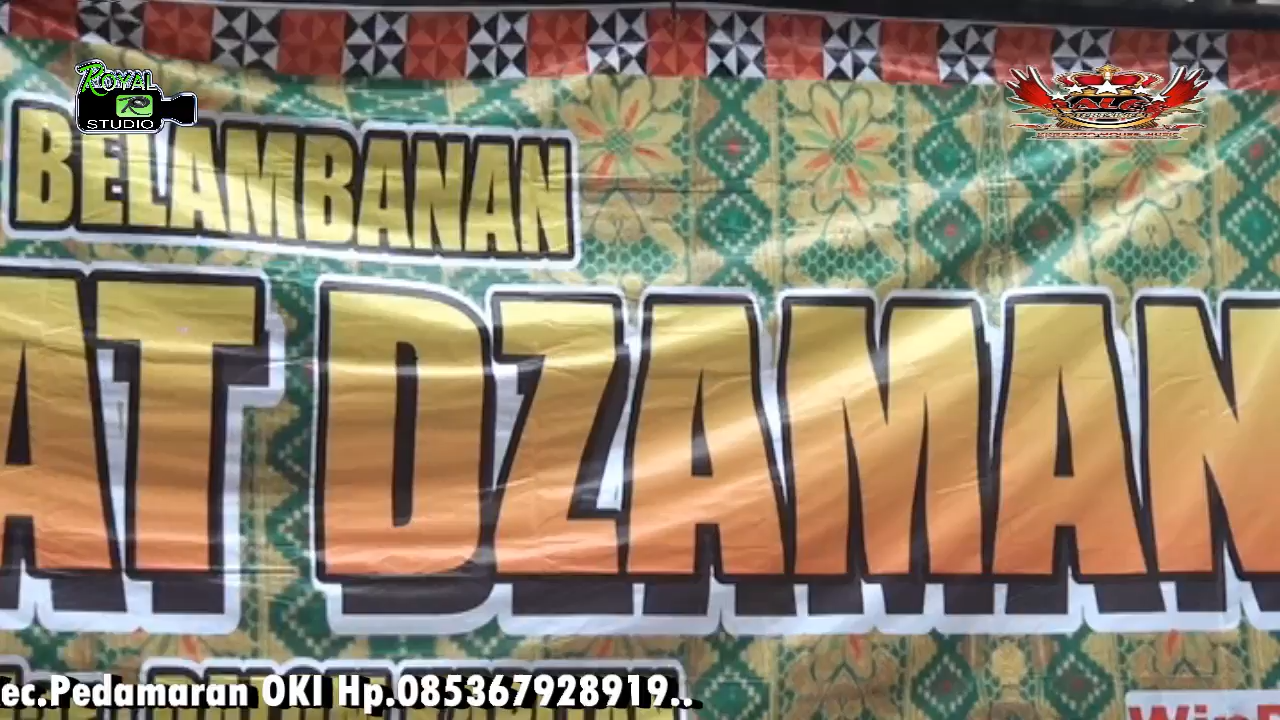 ROYAL
STUDIO
BELAMBANAN
AT DZAMAN
ec.Pedamaran OKI Hp.085367928919..